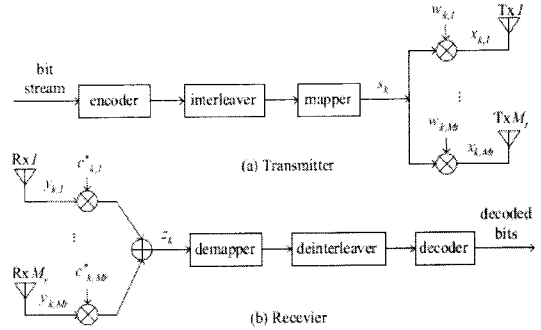 Tx 1
w_{k,1}
x_{k,1}
bit
stream
encoder
interleaver
mapper
s_k
⋮
w_{k,Mt}
Tx M_t
x_{k,Mt}
(a) Transmitter
Rx 1
c*_{k,1}
y_{k,1}
⋮
z_k
demapper
deinterleaver
decoder
decoded
bits
Rx M_r
c*_{k,Mr}
y_{k,Mr}
(b) Recevier